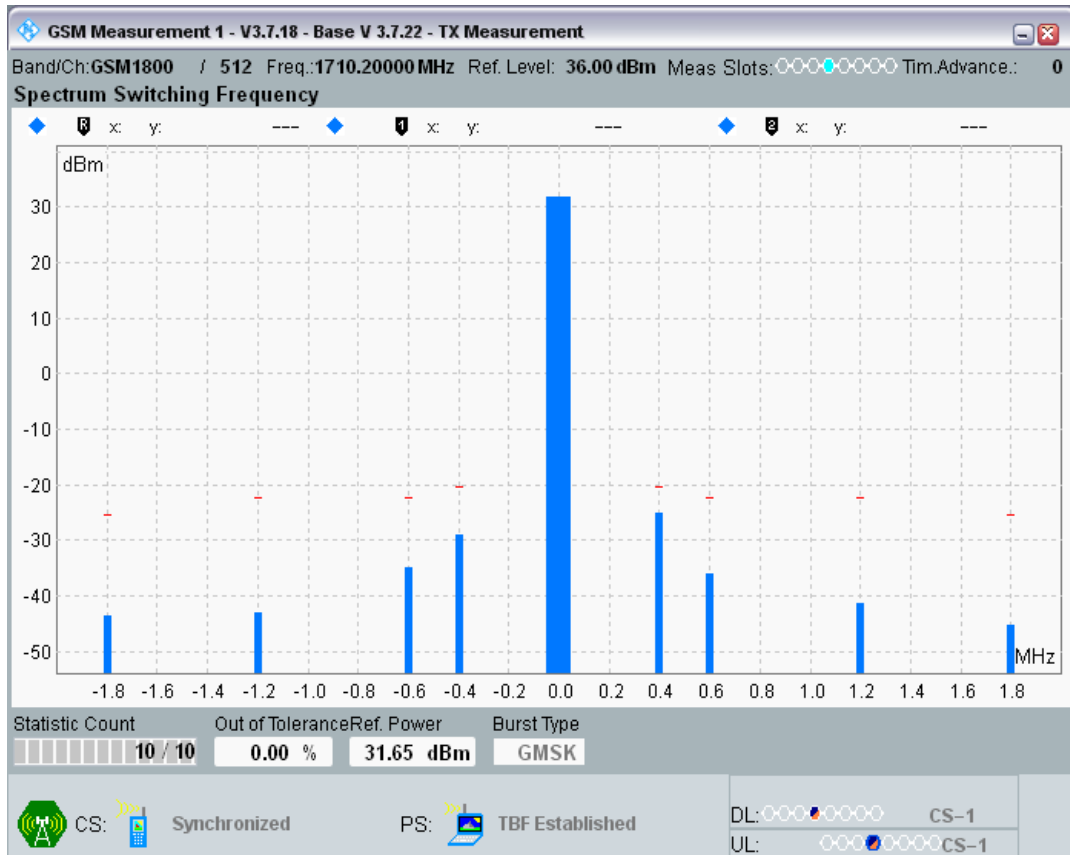 GSM Measurement 1 - V3.7.18 - Base V 3.7.22 - TX Measurement
Band/Ch:GSM1800 / 512 Freq.:1710.20000 MHz Ref. Level: 36.00 dBm Meas Slots: Tim.Advance.: 0
Spectrum Switching Frequency
R x: y: --- 1 x: y: --- 2 x: y: ---
dBm
30
20
10
0
-10
-20
-30
-40
-50
MHz
-1.8 -1.6 -1.4 -1.2 -1.0 -0.8 -0.6 -0.4 -0.2 0.0 0.2 0.4 0.6 0.8 1.0 1.2 1.4 1.6 1.8
Statistic Count Out of Tolerance Ref. Power Burst Type
10 / 10 0.00 % 31.65 dBm GMSK
CS: Synchronized PS: TBF Established
DL: CS-1
UL: CS-1